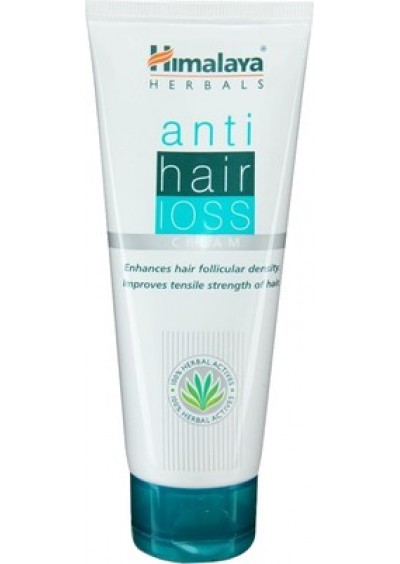 Himalaya®
HERBALS
anti
hair
loss
CREAM
Enhances hair follicular density,
Improves tensile strength of hair
100% HERBAL ACTIVES • 100% HERBAL ACTIVES •